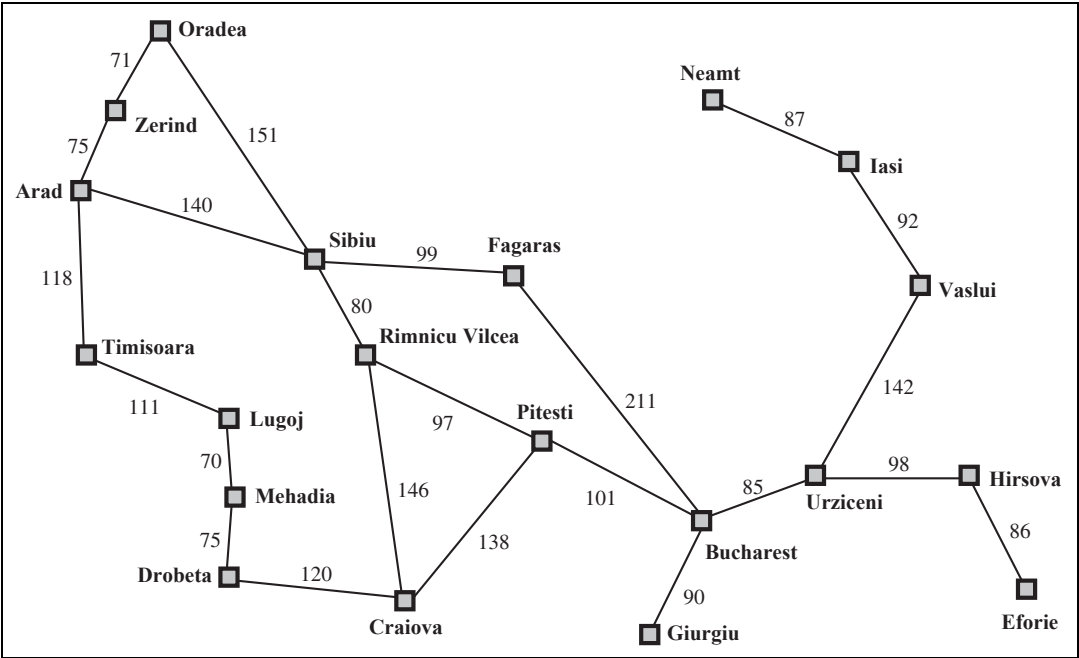 Oradea
71
Neamt
87
Zerind
151
75
Iasi
Arad
140
92
Sibiu
Fagaras
99
118
80
Vaslui
Rimnicu Vilcea
Timisoara
142
111
211
Lugoj
97
Pitesti
70
98
Hirsova
146
85
Mehadia
101
Urziceni
86
75
138
Bucharest
Drobeta
120
90
Craiova
Giurgiu
Eforie